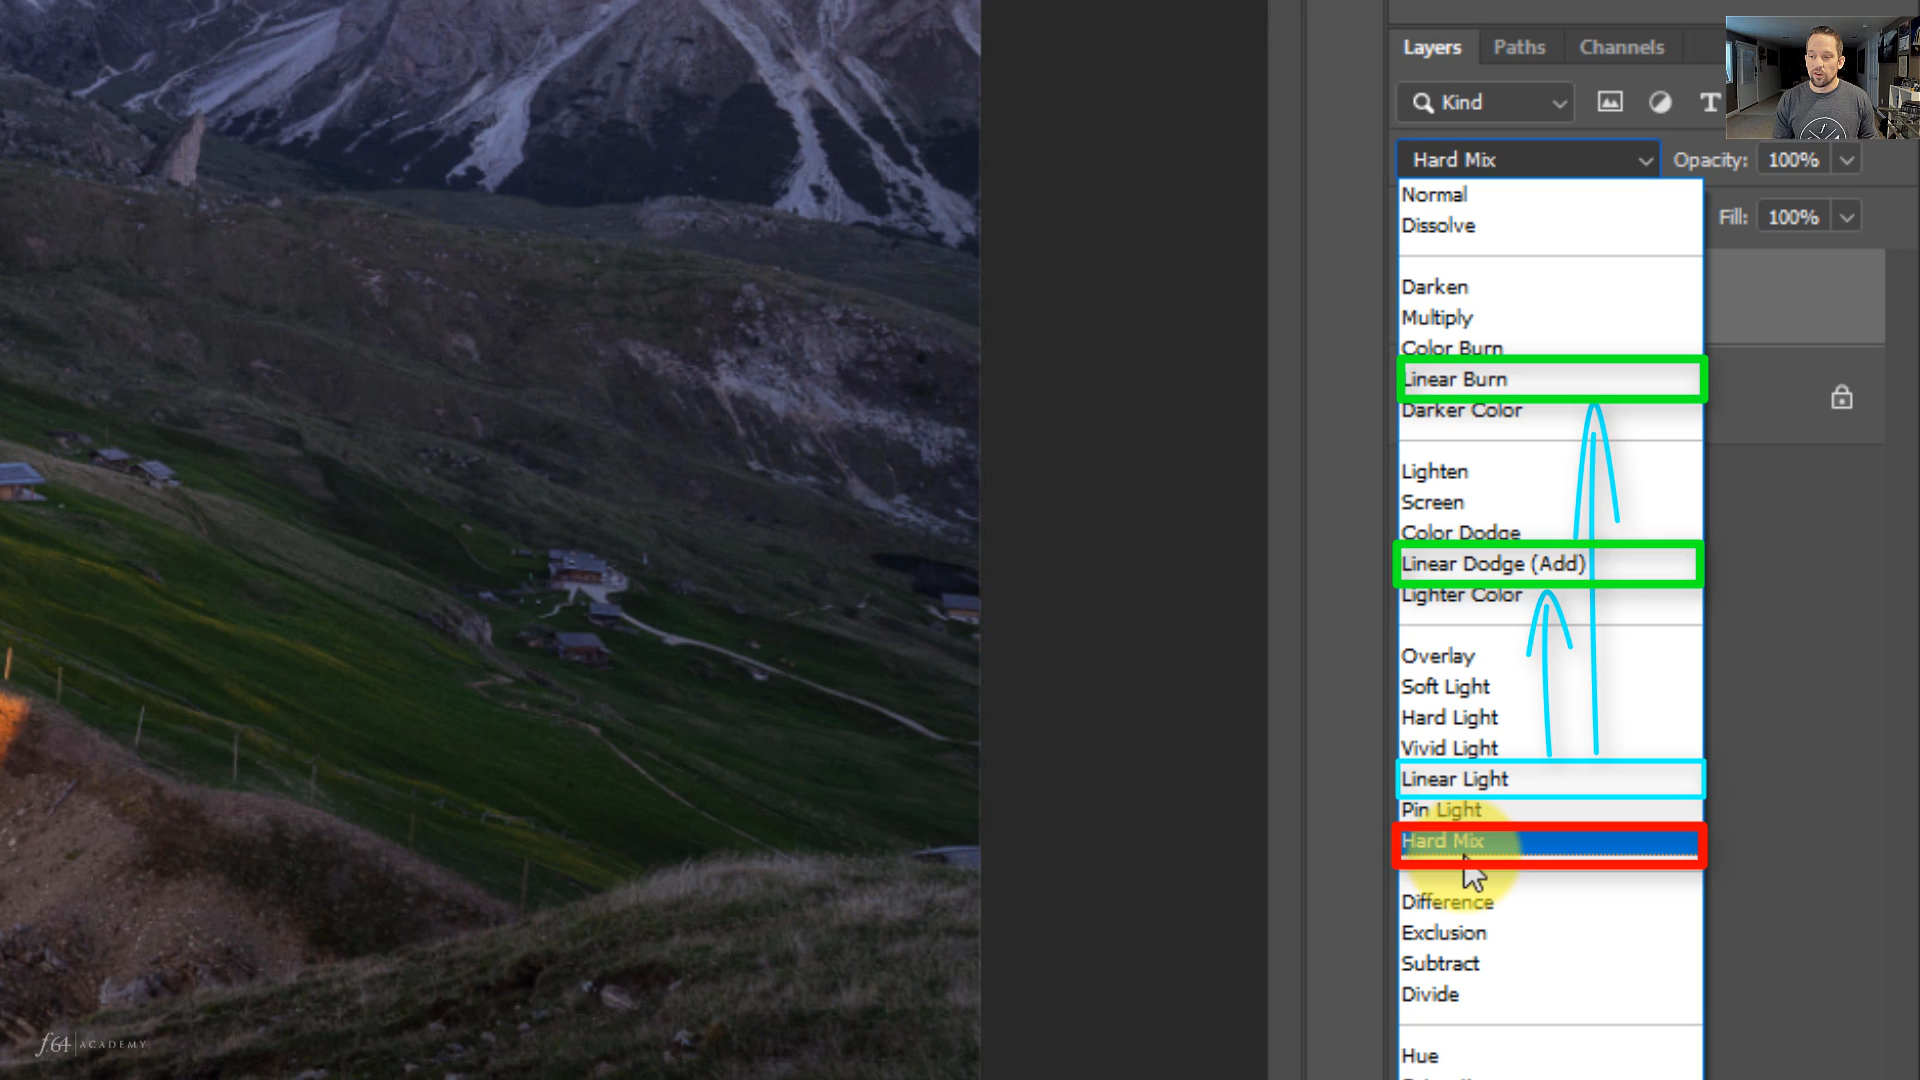 Layers Paths Channels
Kind T
Hard Mix Opacity: 100%
Fill: 100%
Normal
Dissolve
Darken
Multiply
Color Burn
Linear Burn
Darker Color
Lighten
Screen
Color Dodge
Linear Dodge (Add)
Lighter Color
Overlay
Soft Light
Hard Light
Vivid Light
Linear Light
Pin Light
Hard Mix
Difference
Exclusion
Subtract
Divide
Hue
f64 ACADEMY